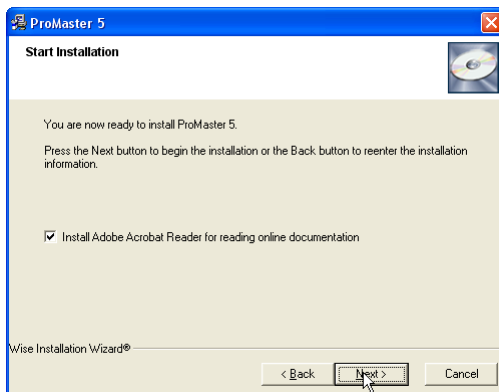 ProMaster 5
Start Installation
You are now ready to install ProMaster 5.
Press the Next button to begin the installation or the Back button to reenter the installation
information.
Install Adobe Acrobat Reader for reading online documentation
Wise Installation Wizard®
< Back
Next >
Cancel